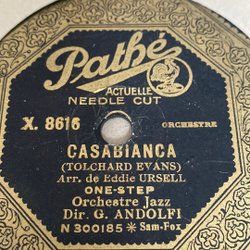 Pathé
ACTUELLE
NEEDLE CUT
X. 8616 ORCHESTRE
CASABIANCA
(TOLCHARD EVANS)
Arr. de Eddie URSELL
ONE-STEP
Orchestre Jazz
Dir. G. ANDOLFI
N 300185 * Sam-Fox